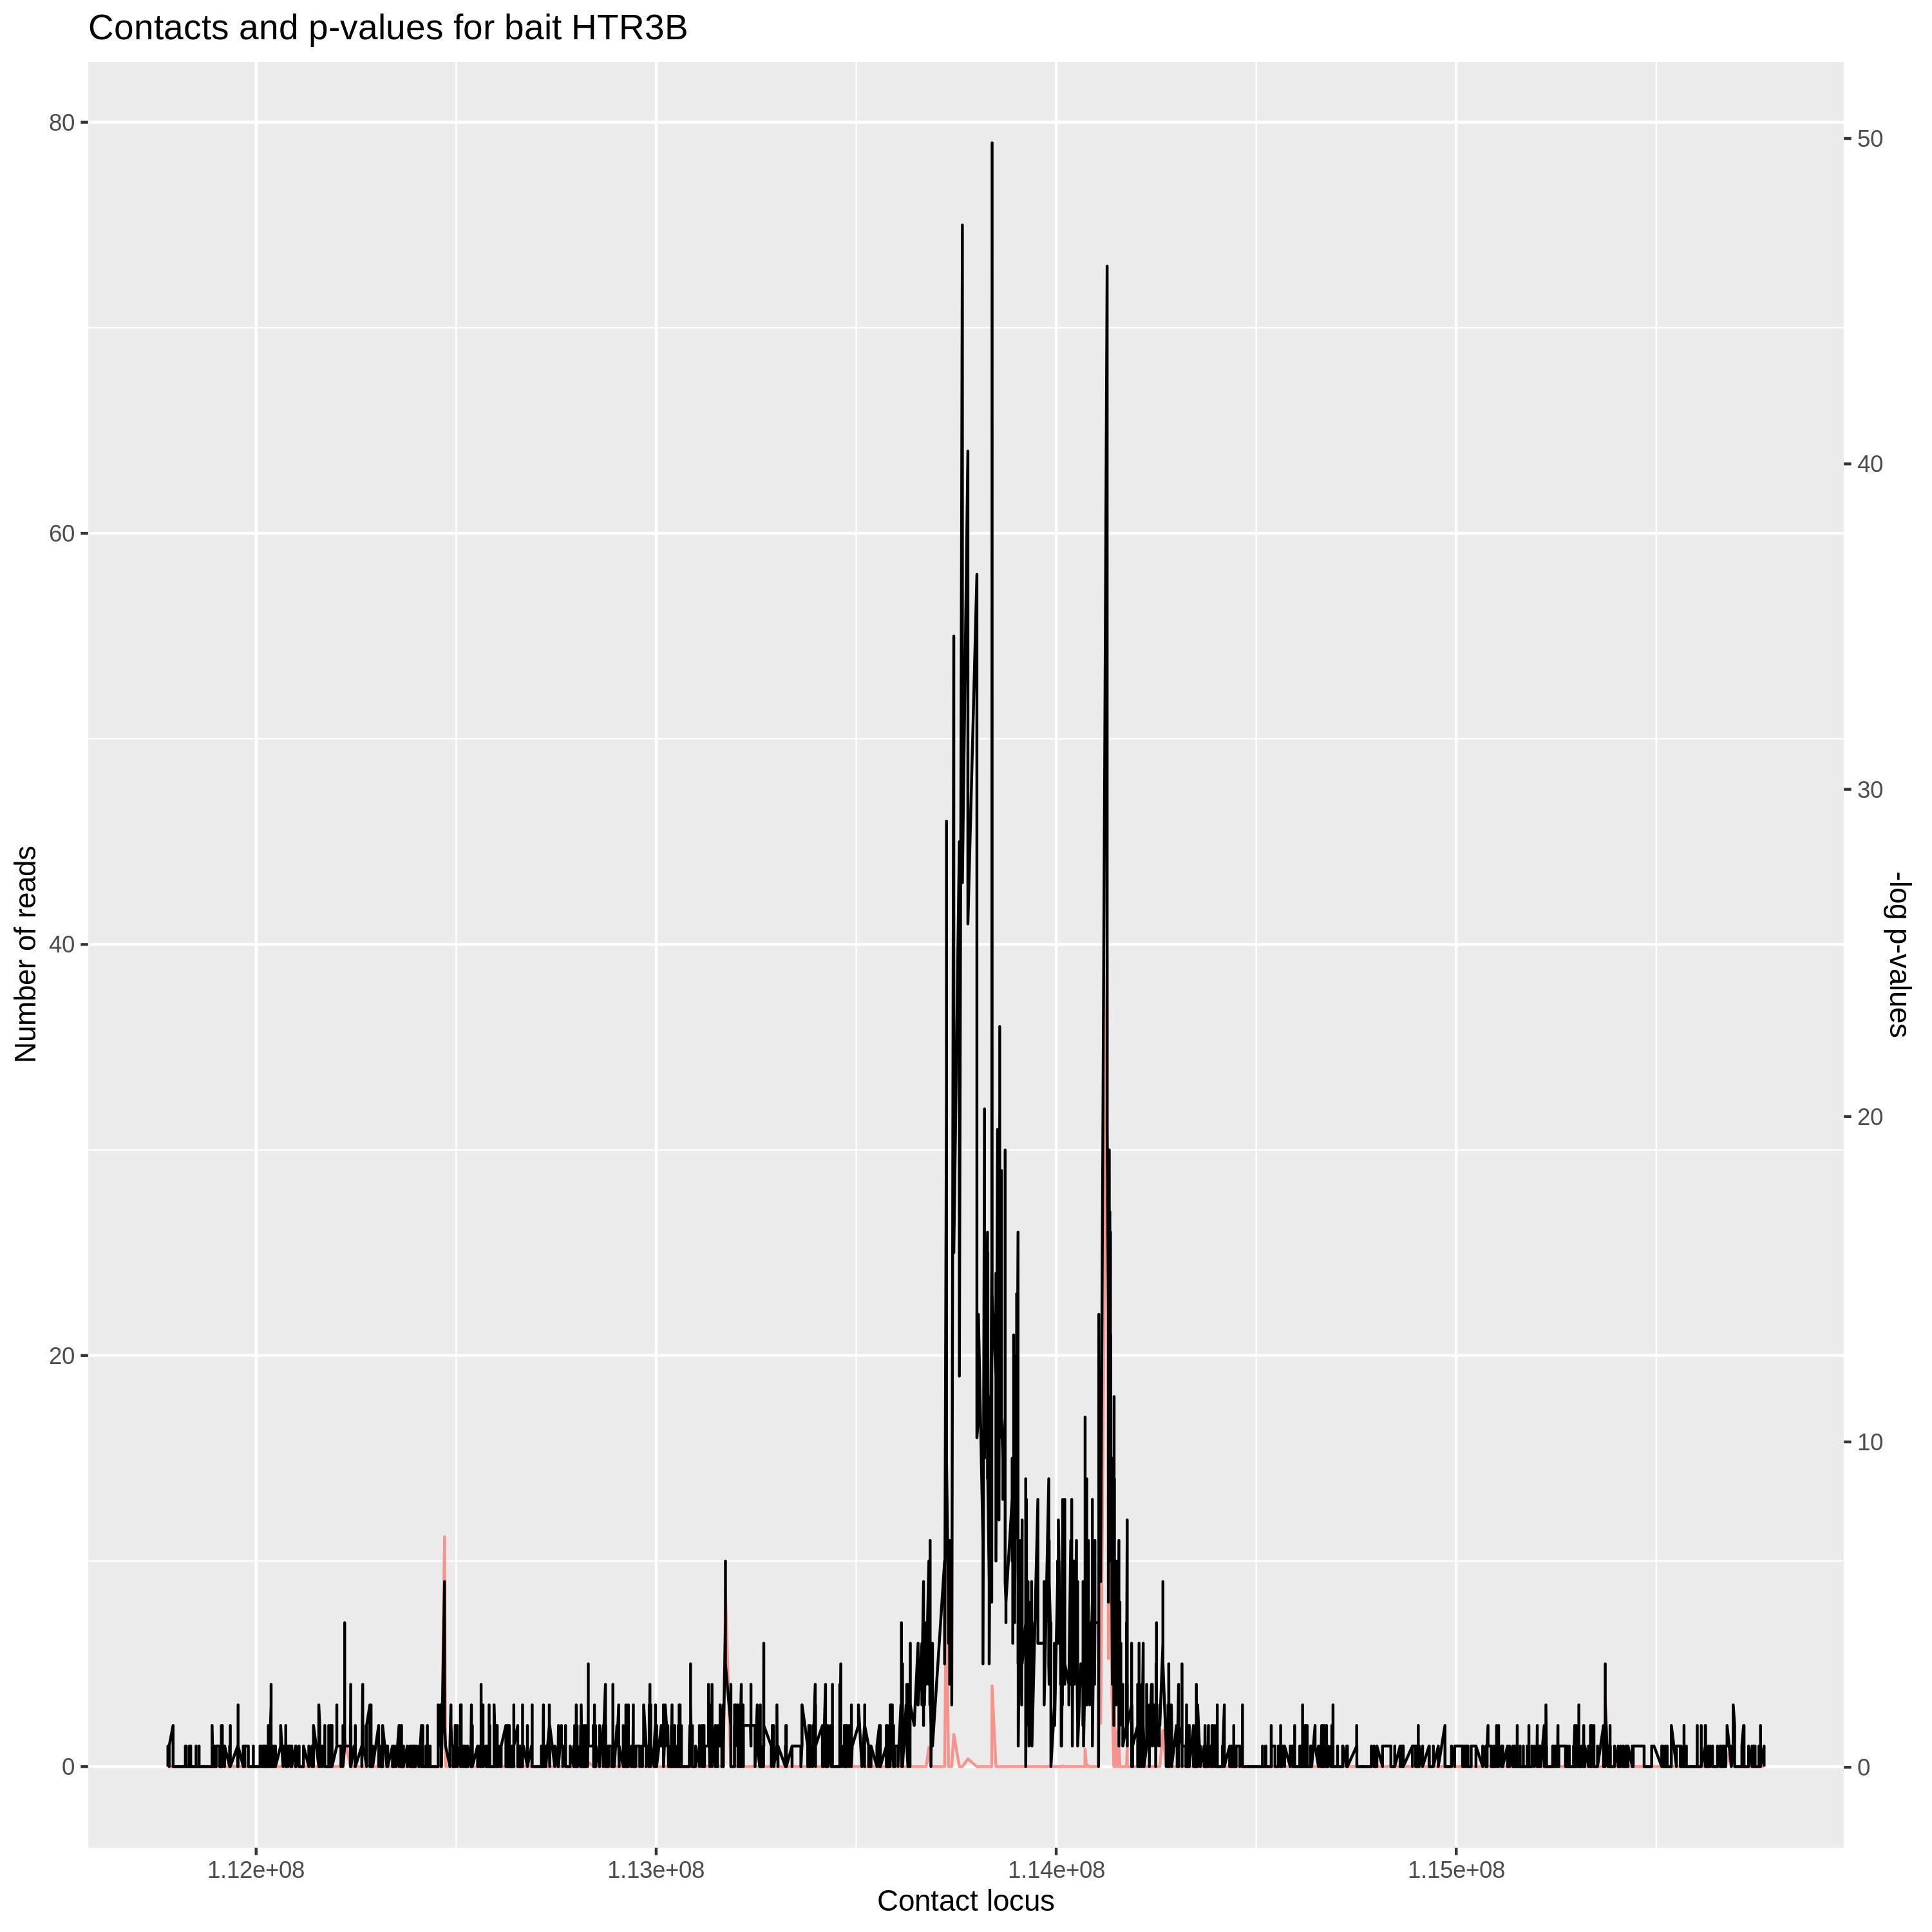 Contacts and p-values for bait HTR3B
80
60
40
20
0
Number of reads
50
40
30
20
10
0
-log p-values
1.12e+08
1.13e+08
1.14e+08
1.15e+08
Contact locus